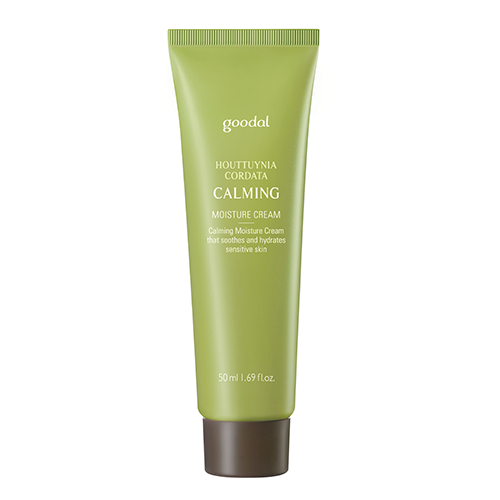 goodal
HOUTTUYNIA
CORDATA
CALMING
MOISTURE CREAM
Calming Moisture Cream
that soothes and hydrates
sensitive skin
50 ml 1.69 fl.oz.